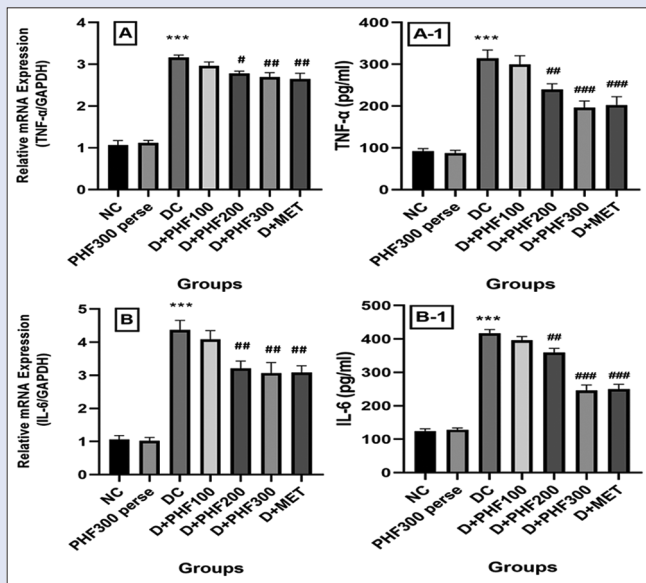 A
Relative mRNA Expression
(TNF-α/GAPDH)
4
3
2
1
0
***
#
##
##
NC
PHF300 perse
DC
D+PHF100
D+PHF200
D+PHF300
D+MET
Groups
A-1
TNF-α (pg/ml)
400
300
200
100
0
***
##
###
###
NC
PHF300 perse
DC
D+PHF100
D+PHF200
D+PHF300
D+MET
Groups
B
Relative mRNA Expression
(IL-6/GAPDH)
5
4
3
2
1
0
***
##
##
##
NC
PHF300 perse
DC
D+PHF100
D+PHF200
D+PHF300
D+MET
Groups
B-1
IL-6 (pg/ml)
500
400
300
200
100
0
***
##
###
###
NC
PHF300 perse
DC
D+PHF100
D+PHF200
D+PHF300
D+MET
Groups